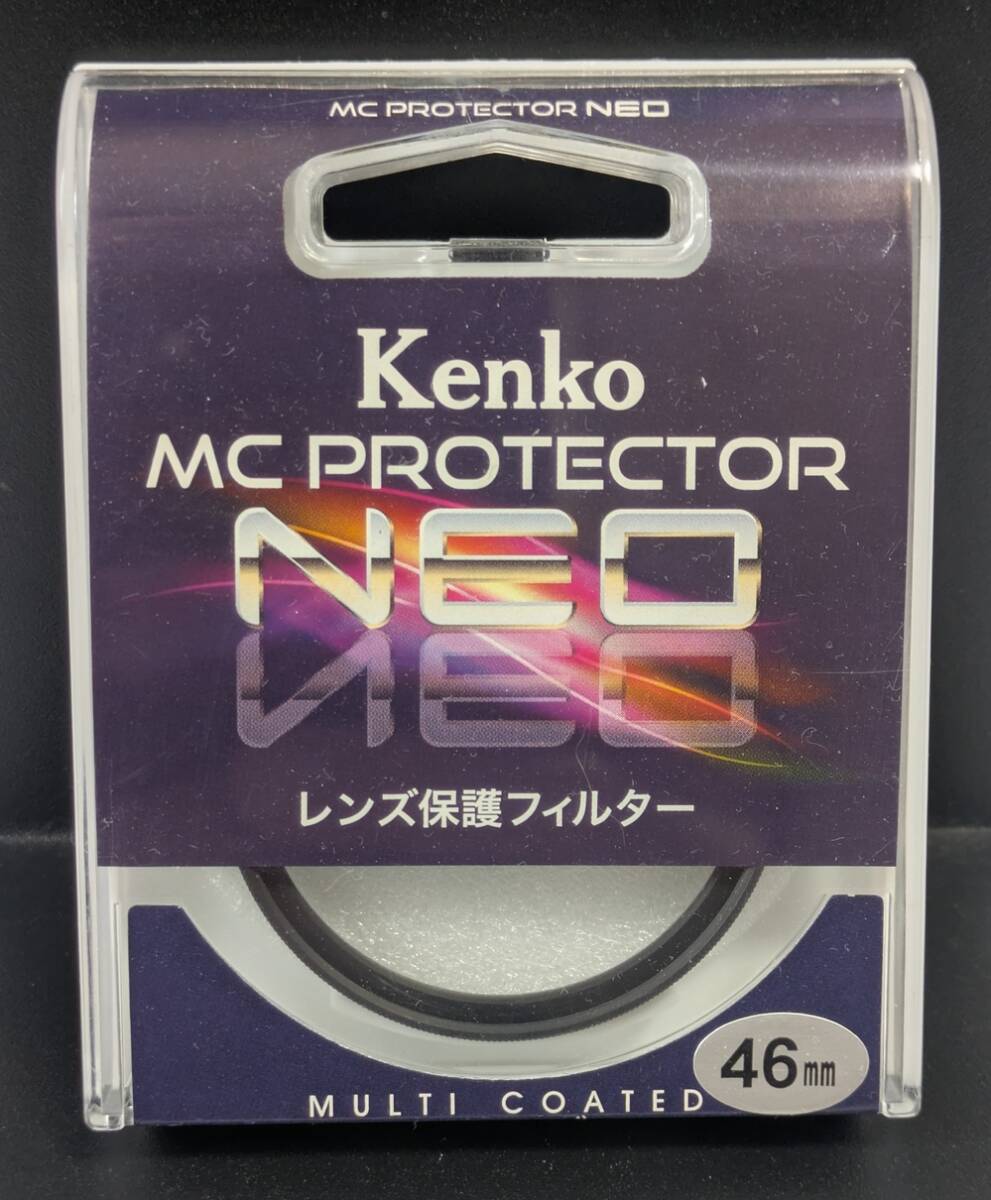 MC PROTECTOR NEO
Kenko
MC PROTECTOR
NEO
レンズ保護フィルター
46mm
MULTI COATED